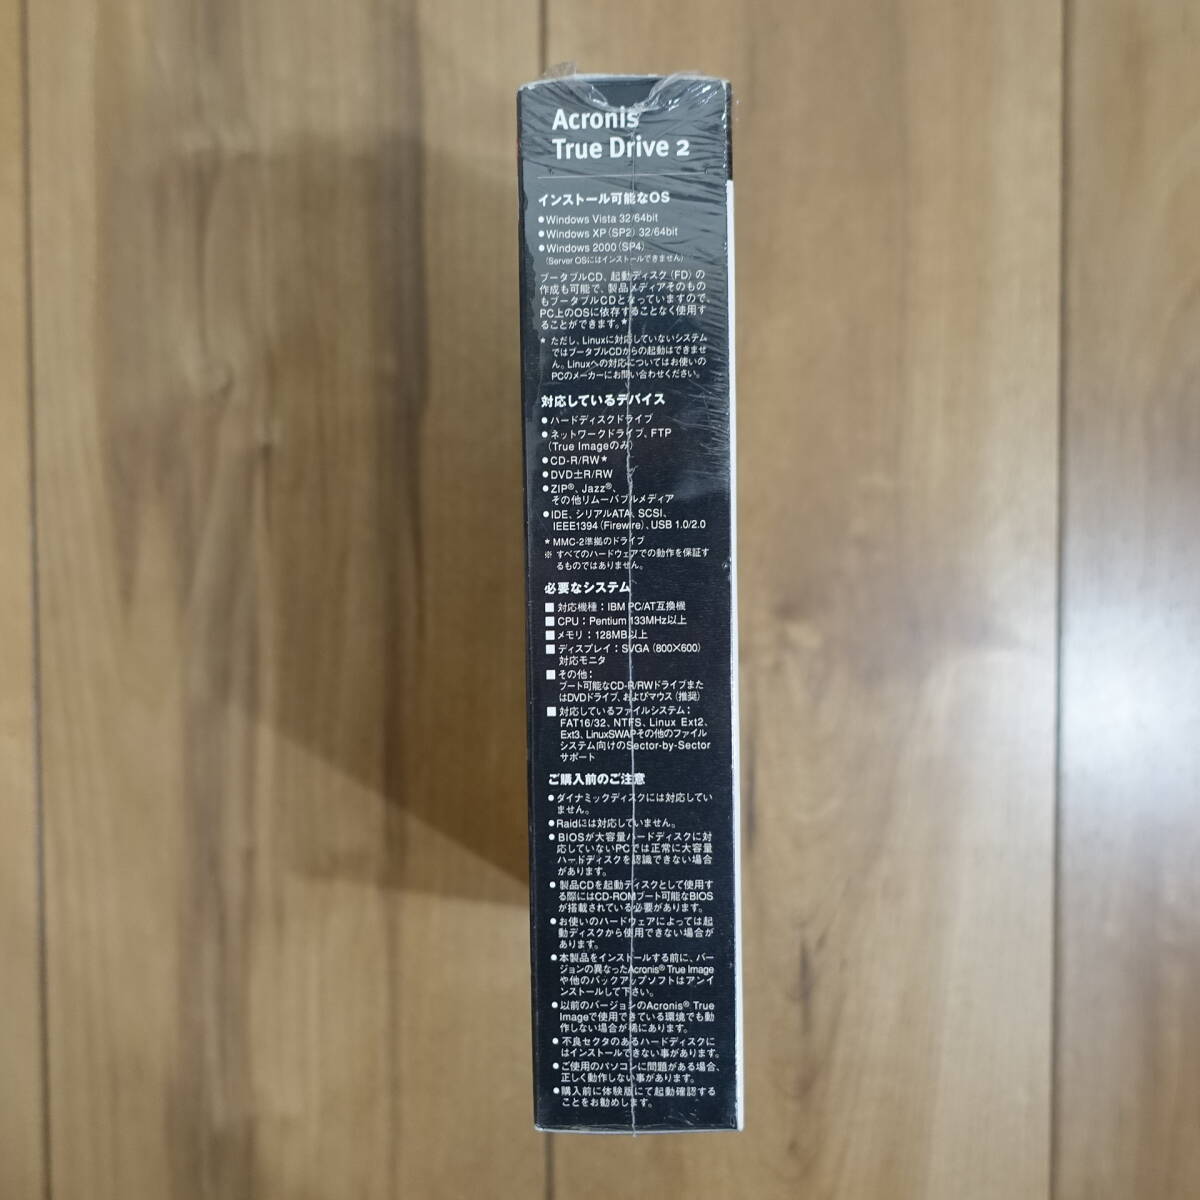 Acronis
True Drive 2
インストール可能なOS
●Windows Vista 32/64bit
●Windows XP (SP2) 32/64bit
●Windows 2000 (SP4)
(Server OSにはインストールできません)
ブータブルCD、起動ディスク(FD)の
作成も可能で、製品メディアそのもの
もブータブルCDとなっていますので、
PC上のOSに依存することなく使用す
ることができます。*
* ただし、Linuxに対応していないシステム
ではブータブルCDからの起動はできませ
ん。Linuxへの対応についてはお使いの
PCのメーカーにお問い合わせください。
対応しているデバイス
●ハードディスクドライブ
●ネットワークドライブ、FTP
(True Imageのみ)
●CD-R/RW★
●DVD±R/RW
●ZIP®、Jazz®、
その他リムーバブルメディア
●IDE、シリアルATA、SCSI、
IEEE1394 (Firewire)、USB 1.0/2.0
★MMC-2準拠のドライブ
※ すべてのハードウェアでの動作を保証す
るものではありません。
必要なシステム
■対応機種：IBM PC/AT互換機
■CPU：Pentium 133MHz以上
■メモリ：128MB以上
■ディスプレイ：SVGA (800×600)
対応モニタ
■その他：
ブート可能なCD-R/RWドライブまた
はDVDドライブ、およびマウス(推奨)
■対応しているファイルシステム：
FAT16/32、NTFS、Linux Ext2、
Ext3、LinuxSWAPその他のファイル
システム向けのSector-by-Sector
サポート
ご購入前のご注意
●ダイナミックディスクには対応してい
ません。
●Raidには対応していません。
●BIOSが大容量ハードディスクに対
応していないPCでは正常に大容量
ハードディスクを認識できない場合
があります。
●製品CDを起動ディスクとして使用す
る際にはCD-ROMブート可能なBIOS
が搭載されている必要があります。
●お使いのハードウェアによっては起
動ディスクから使用できない場合が
あります。
●本製品をインストールする前に、バー
ジョンの異なったAcronis® True Image
や他のバックアップソフトはアンイ
ンストールして下さい。
●以前のバージョンのAcronis® True
Imageで使用できている環境でも動
作しない場合が稀にあります。
●不良セクタのあるハードディスクに
はインストールできない事があります。
●ご使用のパソコンに問題がある場合、
正しく動作しない事があります。
●購入前に体験版にて起動確認する
ことをお勧めします。